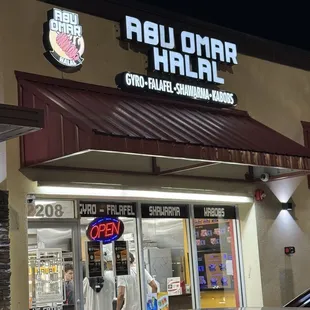 ABU
OMAR
HALAL
ABU OMAR
HALAL
GYRO • FALAFEL • SHAWARMA • KABOBS
208
GYRO - FALAFEL
SHAWARMA
KABOBS
OPEN